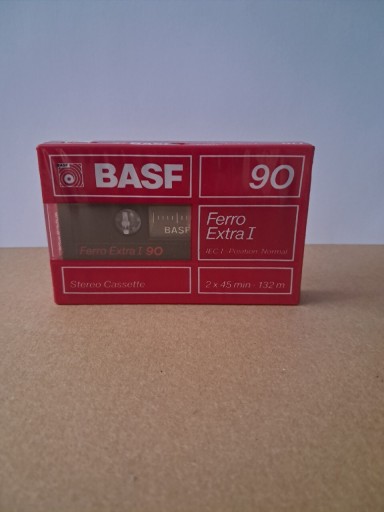 BASF
90
BASF
Ferro Extra I 90
Ferro
Extra I
IEC I · Position Normal
Stereo Cassette
2 x 45 min · 132 m